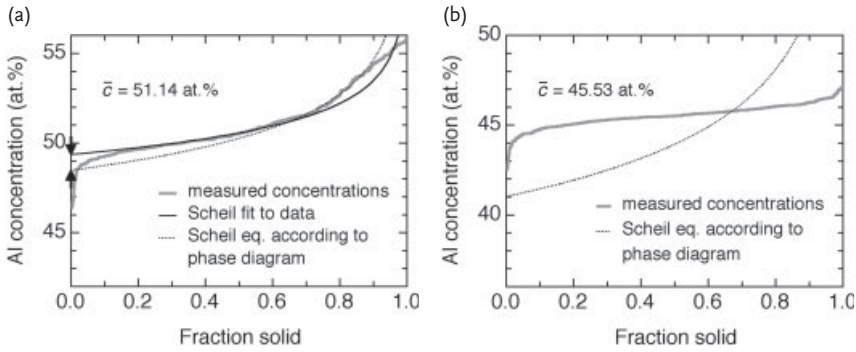 (a)
Al concentration (at.%)
55
50
45
c̄ = 51.14 at.%
measured concentrations
Scheil fit to data
Scheil eq. according to
phase diagram
0.0 0.2 0.4 0.6 0.8 1.0
Fraction solid
(b)
Al concentration (at.%)
50
45
40
c̄ = 45.53 at.%
measured concentrations
Scheil eq. according to
phase diagram
0.0 0.2 0.4 0.6 0.8 1.0
Fraction solid